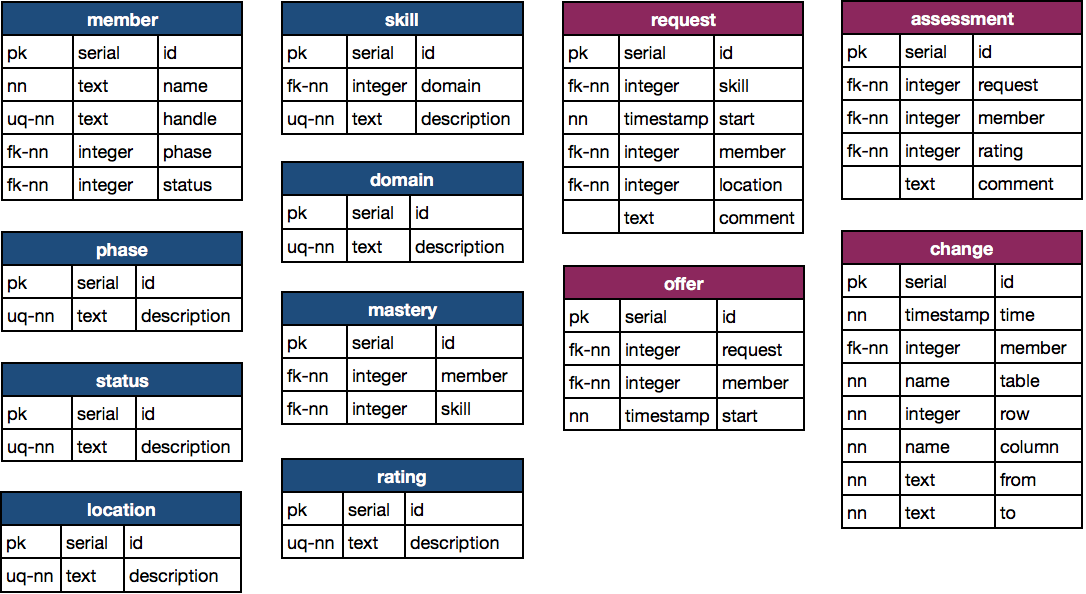 member
pk serial id
nn text name
uq-nn text handle
fk-nn integer phase
fk-nn integer status
phase
pk serial id
uq-nn text description
status
pk serial id
uq-nn text description
location
pk serial id
uq-nn text description
skill
pk serial id
fk-nn integer domain
uq-nn text description
domain
pk serial id
uq-nn text description
mastery
pk serial id
fk-nn integer member
fk-nn integer skill
rating
pk serial id
uq-nn text description
request
pk serial id
fk-nn integer skill
nn timestamp start
fk-nn integer member
fk-nn integer location
text comment
offer
pk serial id
fk-nn integer request
fk-nn integer member
nn timestamp start
assessment
pk serial id
fk-nn integer request
fk-nn integer member
fk-nn integer rating
text comment
change
pk serial id
nn timestamp time
fk-nn integer member
nn name table
nn integer row
nn name column
nn text from
nn text to